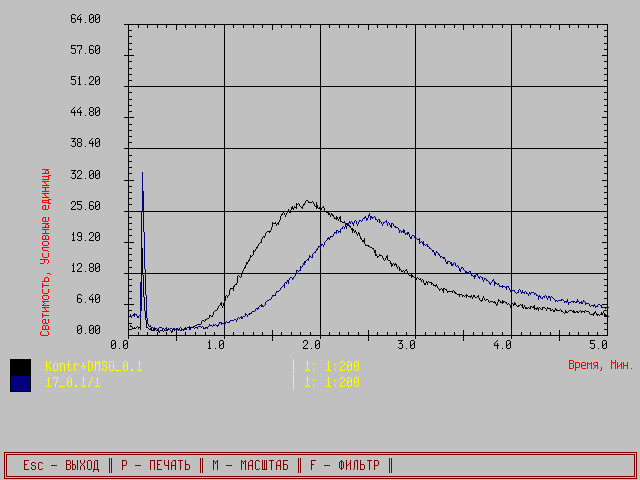 64.00
57.60
51.20
44.80
38.40
32.00
25.60
19.20
12.80
6.40
0.00
Светимость, Условные единицы
0.0 1.0 2.0 3.0 4.0 5.0
Время, Мин.
Kontr+DMSO_0.1 1: 1:200
17_0.1/1 1: 1:200
Esc - ВЫХОД ║ P - ПЕЧАТЬ ║ M - МАСШТАБ ║ F - ФИЛЬТР ║